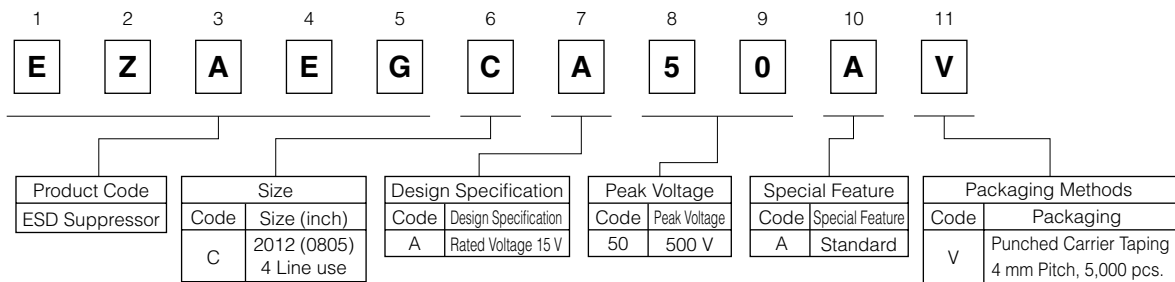 1 2 3 4 5 6 7 8 9 10 11
E Z A E G C A 5 0 A V
Product Code
ESD Suppressor
Size
Code Size (inch)
C 2012 (0805)
4 Line use
Design Specification
Code Design Specification
A Rated Voltage 15 V
Peak Voltage
Code Peak Voltage
50 500 V
Special Feature
Code Special Feature
A Standard
Packaging Methods
Code Packaging
V Punched Carrier Taping
4 mm Pitch, 5,000 pcs.